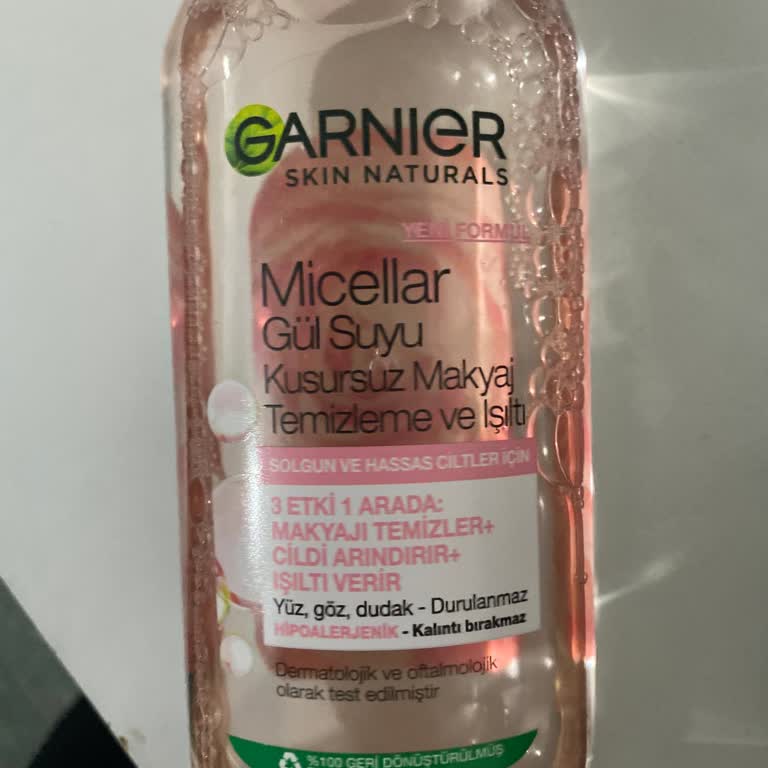 GARNIER
SKIN NATURALS
YENİ FORMÜL
Micellar
Gül Suyu
Kusursuz Makyaj
Temizleme ve Işıltı
SOLGUN VE HASSAS CİLTLER İÇİN
3 ETKİ 1 ARADA:
MAKYAJI TEMİZLER+
CİLDİ ARINDIRIR+
IŞILTI VERİR
Yüz, göz, dudak - Durulanmaz
HİPOALERJENİK - Kalıntı bırakmaz
Dermatolojik ve oftalmolojik
olarak test edilmiştir
%100 GERİ DÖNÜŞTÜRÜLMÜŞ